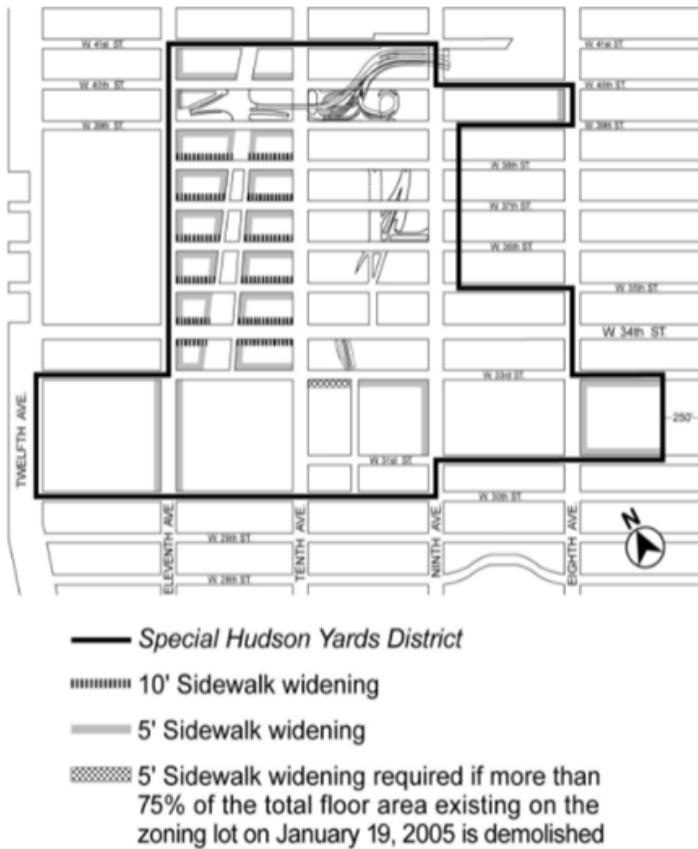 W. 41st ST.
W. 41st ST.
W. 40th ST.
W. 40th ST.
W. 39th ST.
W. 39th ST.
W. 38th ST.
W. 37th ST.
W. 36th ST.
W. 35th ST.
W. 34th ST.
W. 33rd ST.
TWELFTH AVE.
250'
W. 31st ST.
W. 30th ST.
ELEVENTH AVE.
TENTH AVE.
NINTH AVE.
EIGHTH AVE.
N
W. 29th ST.
W. 28th ST.
Special Hudson Yards District
10' Sidewalk widening
5' Sidewalk widening
5' Sidewalk widening required if more than
75% of the total floor area existing on the
zoning lot on January 19, 2005 is demolished